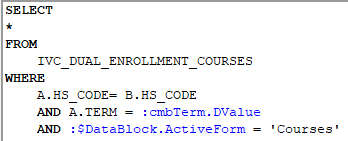 SELECT
*
FROM
IVC_DUAL_ENROLLMENT_COURSES
WHERE
A.HS_CODE= B.HS_CODE
AND A.TERM = :cmbTerm.DValue
AND :$DataBlock.ActiveForm = 'Courses'